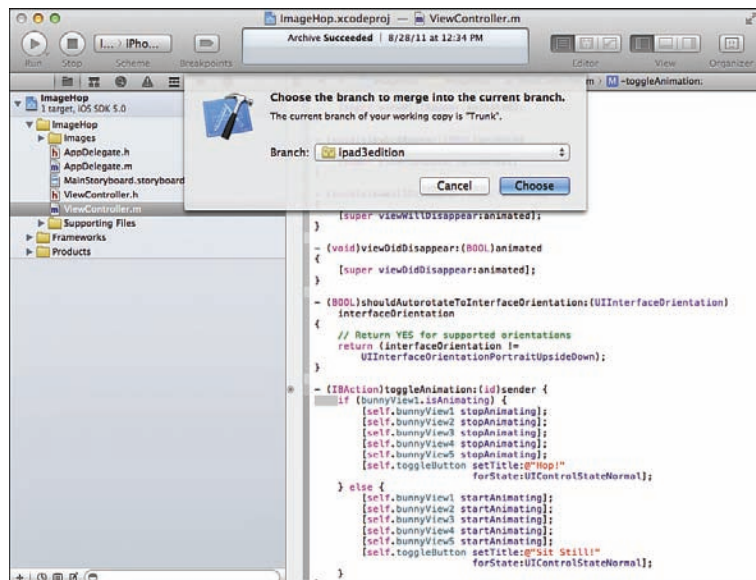 ImageHop.xcodeproj — ViewController.m
Run Stop Scheme Breakpoints
I... iPho...
Archive Succeeded | 8/28/11 at 12:34 PM
Editor View Organizer
m M -toggleAnimation:
ImageHop
1 target, iOS SDK 5.0
ImageHop
Images
h AppDelegate.h
m AppDelegate.m
MainStoryboard.storyboard
h ViewController.h
m ViewController.m
Supporting Files
Frameworks
Products
Choose the branch to merge into the current branch.
The current branch of your working copy is "Trunk".
Branch: ipad3edition
Cancel Choose
[super viewWillDisappear:animated];
}
- (void)viewDidDisappear:(BOOL)animated
{
[super viewDidDisappear:animated];
}
- (BOOL)shouldAutorotateToInterfaceOrientation:(UIInterfaceOrientation)
interfaceOrientation
{
// Return YES for supported orientations
return (interfaceOrientation !=
UIInterfaceOrientationPortraitUpsideDown);
}
- (IBAction)toggleAnimation:(id)sender {
if (bunnyView1.isAnimating) {
[self.bunnyView1 stopAnimating];
[self.bunnyView2 stopAnimating];
[self.bunnyView3 stopAnimating];
[self.bunnyView4 stopAnimating];
[self.bunnyView5 stopAnimating];
[self.toggleButton setTitle:@"Hop!"
forState:UIControlStateNormal];
} else {
[self.bunnyView1 startAnimating];
[self.bunnyView2 startAnimating];
[self.bunnyView3 startAnimating];
[self.bunnyView4 startAnimating];
[self.bunnyView5 startAnimating];
[self.toggleButton setTitle:@"Sit Still!"
forState:UIControlStateNormal];
}